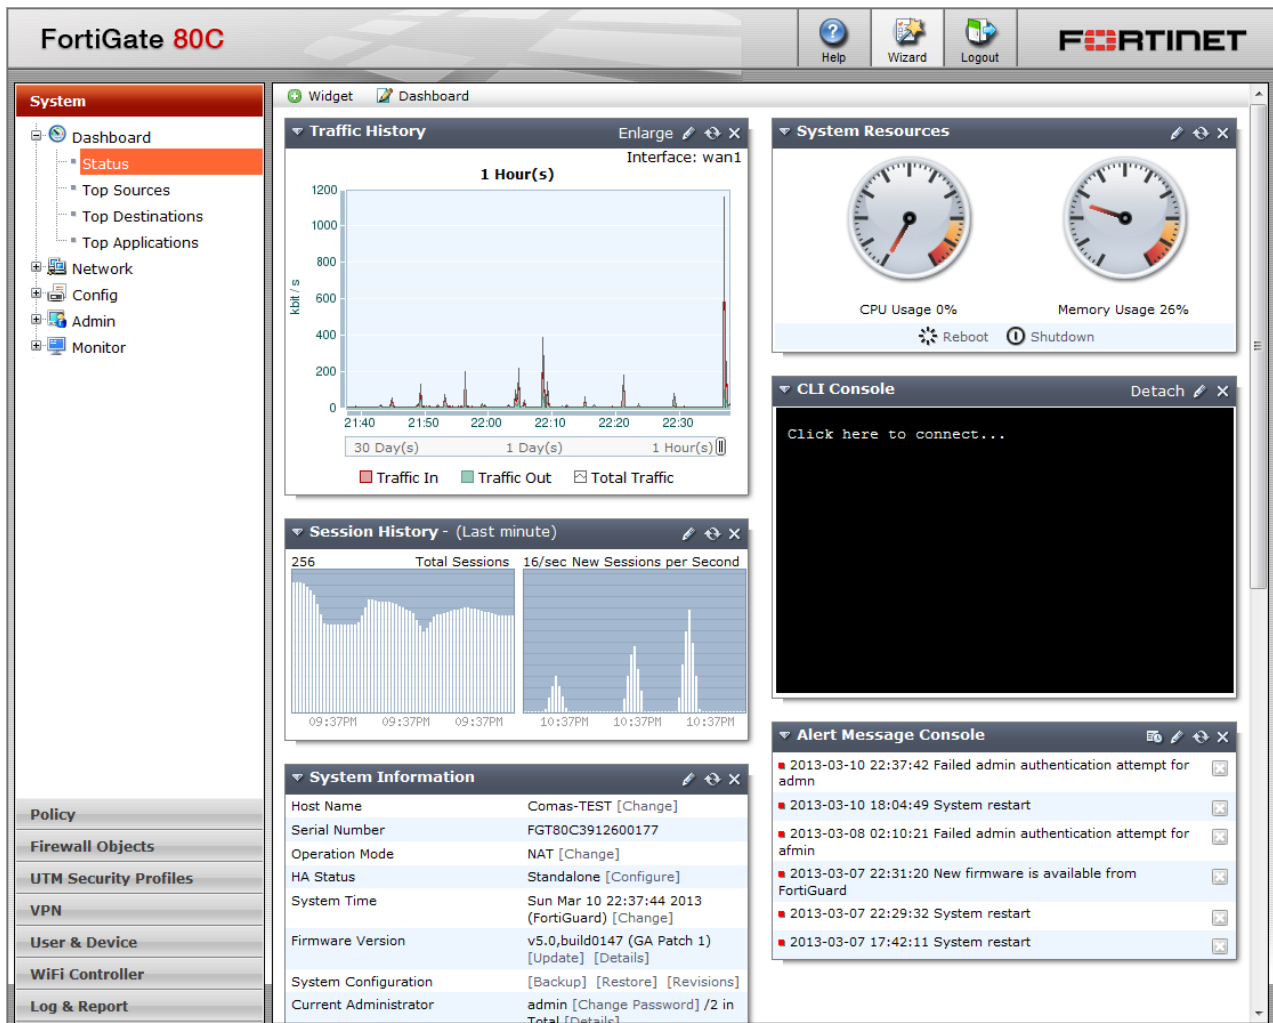 FortiGate 80C
Help
Wizard
Logout
FORTINET
System
Dashboard
Status
Top Sources
Top Destinations
Top Applications
Network
Config
Admin
Monitor
Policy
Firewall Objects
UTM Security Profiles
VPN
User & Device
WiFi Controller
Log & Report
Widget Dashboard
Traffic History Enlarge
Interface: wan1
1 Hour(s)
1200
1000
800
600
400
200
0
kbit / s
21:40 21:50 22:00 22:10 22:20 22:30
30 Day(s) 1 Day(s) 1 Hour(s)
Traffic In Traffic Out Total Traffic
Session History - (Last minute)
256 Total Sessions 16/sec New Sessions per Second
09:37PM 09:37PM 09:37PM 10:37PM 10:37PM 10:37PM
System Information
Host Name Comas-TEST [Change]
Serial Number FGT80C3912600177
Operation Mode NAT [Change]
HA Status Standalone [Configure]
System Time Sun Mar 10 22:37:44 2013
(FortiGuard) [Change]
Firmware Version v5.0,build0147 (GA Patch 1)
[Update] [Details]
System Configuration [Backup] [Restore] [Revisions]
Current Administrator admin [Change Password] /2 in
Total [Details]
System Resources
CPU Usage 0% Memory Usage 26%
Reboot Shutdown
CLI Console Detach
Click here to connect...
Alert Message Console
2013-03-10 22:37:42 Failed admin authentication attempt for
admn
2013-03-10 18:04:49 System restart
2013-03-08 02:10:21 Failed admin authentication attempt for
afmin
2013-03-07 22:31:20 New firmware is available from
FortiGuard
2013-03-07 22:29:32 System restart
2013-03-07 17:42:11 System restart